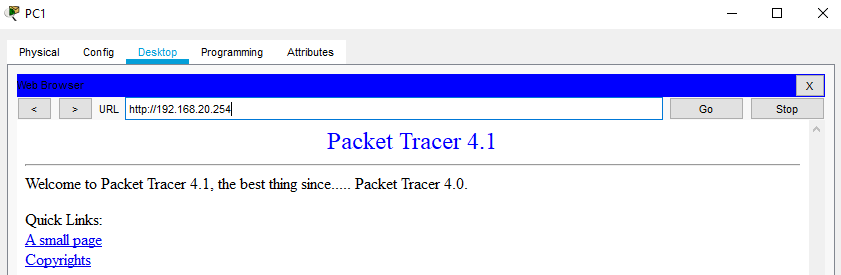 PC1
Physical Config Desktop Programming Attributes
Web Browser X
< > URL http://192.168.20.254 Go Stop
Packet Tracer 4.1
Welcome to Packet Tracer 4.1, the best thing since..... Packet Tracer 4.0.
Quick Links:
A small page
Copyrights